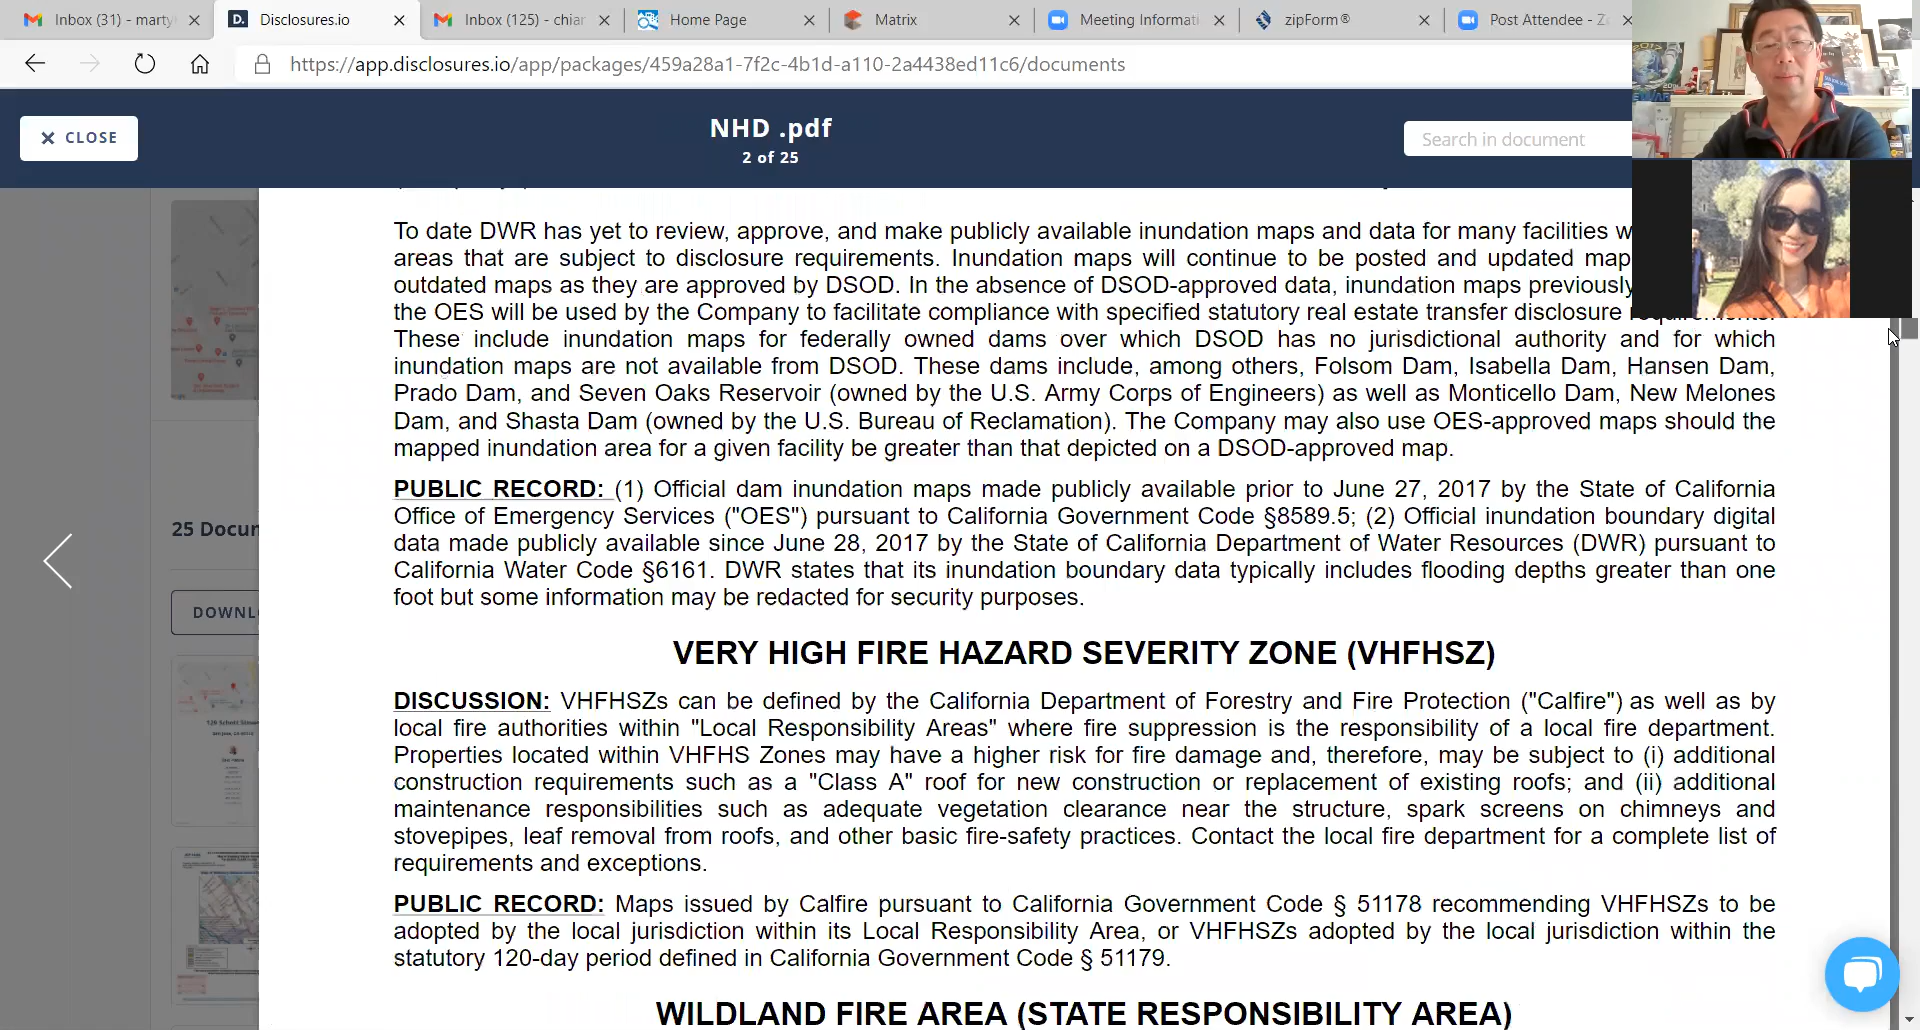 Inbox (31) - marty
Disclosures.io
Inbox (125) - chiar
Home Page
Matrix
Meeting Informati
zipForm®
Post Attendee - Z
https://app.disclosures.io/app/packages/459a28a1-7f2c-4b1d-a110-2a4438ed11c6/documents
CLOSE
NHD .pdf
2 of 25
Search in document
To date DWR has yet to review, approve, and make publicly available inundation maps and data for many facilities w
areas that are subject to disclosure requirements. Inundation maps will continue to be posted and updated map
outdated maps as they are approved by DSOD. In the absence of DSOD-approved data, inundation maps previously
the OES will be used by the Company to facilitate compliance with specified statutory real estate transfer disclosure requirements.
These include inundation maps for federally owned dams over which DSOD has no jurisdictional authority and for which
inundation maps are not available from DSOD. These dams include, among others, Folsom Dam, Isabella Dam, Hansen Dam,
Prado Dam, and Seven Oaks Reservoir (owned by the U.S. Army Corps of Engineers) as well as Monticello Dam, New Melones
Dam, and Shasta Dam (owned by the U.S. Bureau of Reclamation). The Company may also use OES-approved maps should the
mapped inundation area for a given facility be greater than that depicted on a DSOD-approved map.
PUBLIC RECORD: (1) Official dam inundation maps made publicly available prior to June 27, 2017 by the State of California
Office of Emergency Services ("OES") pursuant to California Government Code §8589.5; (2) Official inundation boundary digital
data made publicly available since June 28, 2017 by the State of California Department of Water Resources (DWR) pursuant to
California Water Code §6161. DWR states that its inundation boundary data typically includes flooding depths greater than one
foot but some information may be redacted for security purposes.
25 Docun
DOWNL
VERY HIGH FIRE HAZARD SEVERITY ZONE (VHFHSZ)
DISCUSSION: VHFHSZs can be defined by the California Department of Forestry and Fire Protection ("Calfire") as well as by
local fire authorities within "Local Responsibility Areas" where fire suppression is the responsibility of a local fire department.
Properties located within VHFHS Zones may have a higher risk for fire damage and, therefore, may be subject to (i) additional
construction requirements such as a "Class A" roof for new construction or replacement of existing roofs; and (ii) additional
maintenance responsibilities such as adequate vegetation clearance near the structure, spark screens on chimneys and
stovepipes, leaf removal from roofs, and other basic fire-safety practices. Contact the local fire department for a complete list of
requirements and exceptions.
PUBLIC RECORD: Maps issued by Calfire pursuant to California Government Code § 51178 recommending VHFHSZs to be
adopted by the local jurisdiction within its Local Responsibility Area, or VHFHSZs adopted by the local jurisdiction within the
statutory 120-day period defined in California Government Code § 51179.
WILDLAND FIRE AREA (STATE RESPONSIBILITY AREA)